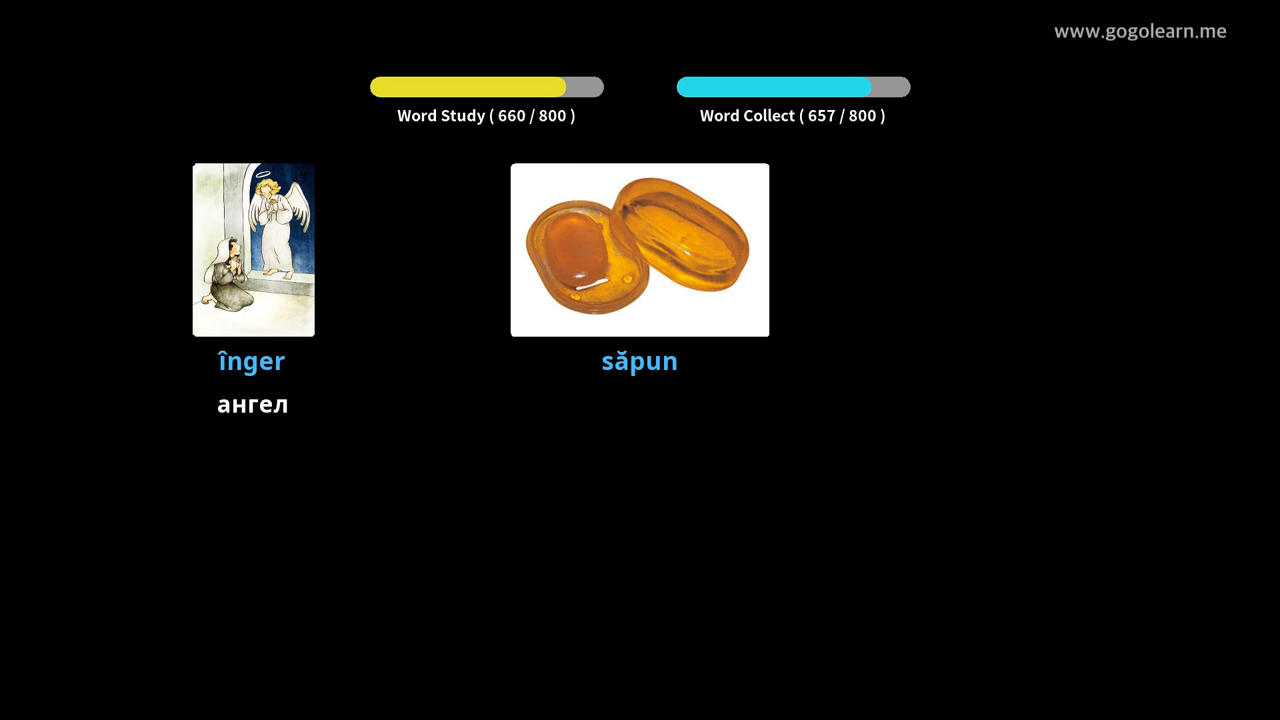 www.gogolearn.me
Word Study ( 660 / 800 )
Word Collect ( 657 / 800 )
înger
săpun
ангел